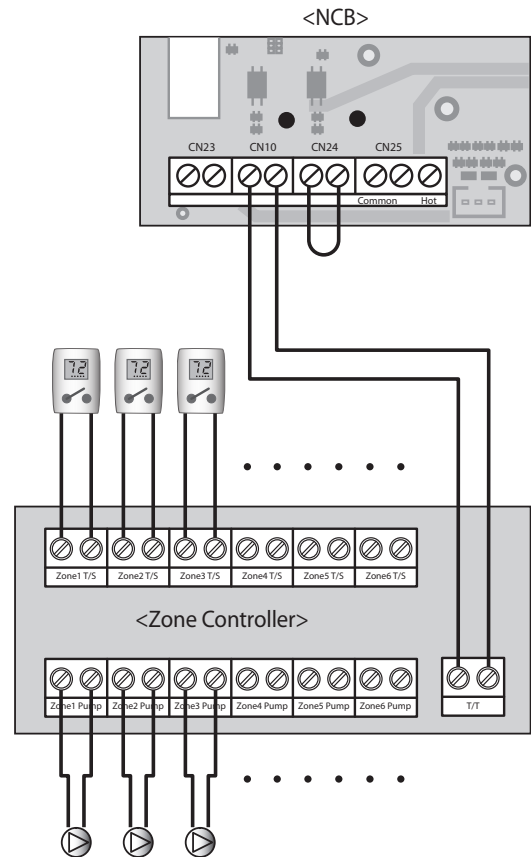 <NCB>
CN23 CN10 CN24 CN25
Common Hot
72 72 72
Zone1 T/S Zone2 T/S Zone3 T/S Zone4 T/S Zone5 T/S Zone6 T/S
<Zone Controller>
Zone1 Pump Zone2 Pump Zone3 Pump Zone4 Pump Zone5 Pump Zone6 Pump T/T